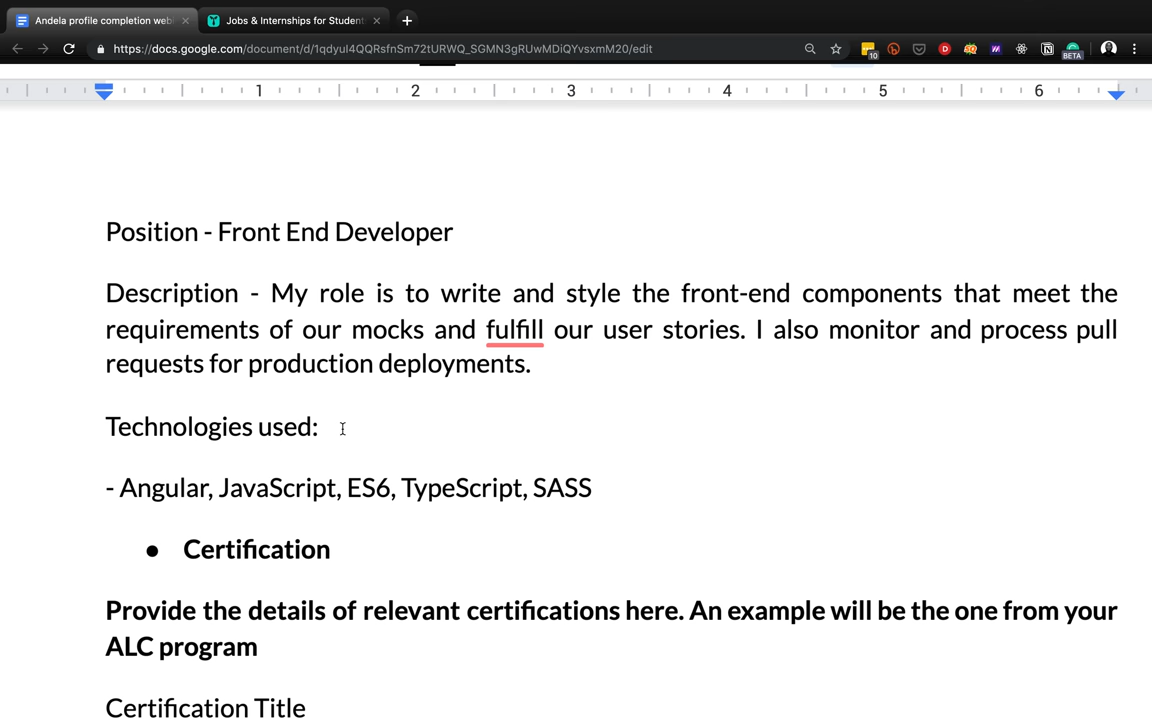 Andela profile completion web
Jobs & Internships for Student
https://docs.google.com/document/d/1qdyul4QQRsfnSm72tURWQ_SGMN3gRUwMDiQYvsxmM20/edit
10
BETA
1 2 3 4 5 6
Position - Front End Developer
Description - My role is to write and style the front-end components that meet the
requirements of our mocks and fulfill our user stories. I also monitor and process pull
requests for production deployments.
Technologies used:
- Angular, JavaScript, ES6, TypeScript, SASS
● Certification
Provide the details of relevant certifications here. An example will be the one from your
ALC program
Certification Title